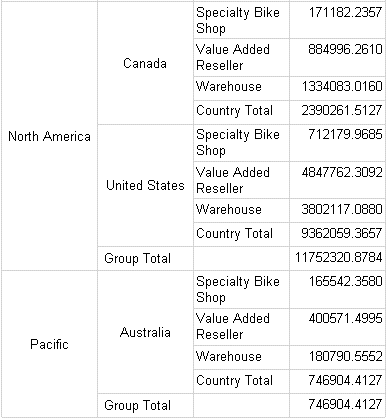 North America
Canada
Specialty Bike
Shop
171182.2357
Value Added
Reseller
884996.2610
Warehouse
1334083.0160
Country Total
2390261.5127
United States
Specialty Bike
Shop
712179.9685
Value Added
Reseller
4847762.3092
Warehouse
3802117.0880
Country Total
9362059.3657
Group Total
11752320.8784
Pacific
Australia
Specialty Bike
Shop
165542.3580
Value Added
Reseller
400571.4995
Warehouse
180790.5552
Country Total
746904.4127
Group Total
746904.4127